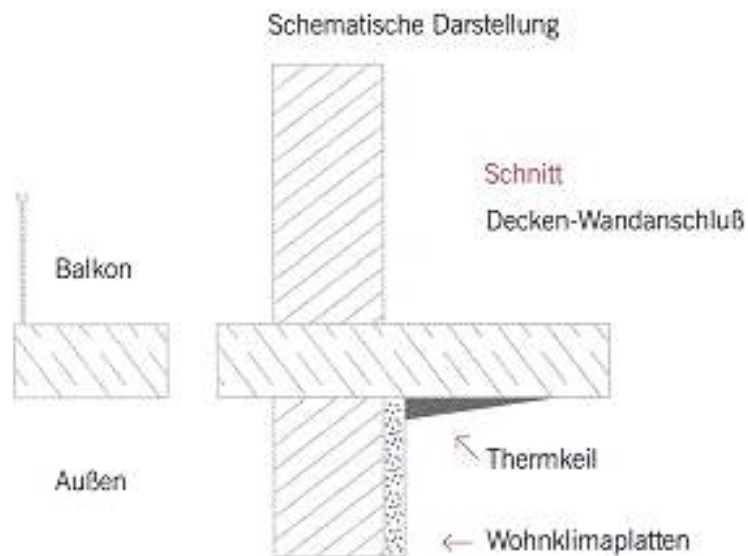 Schematische Darstellung
Schnitt
Decken-Wandanschluß
Balkon
Thermkeil
Außen
Wohnklimaplatten